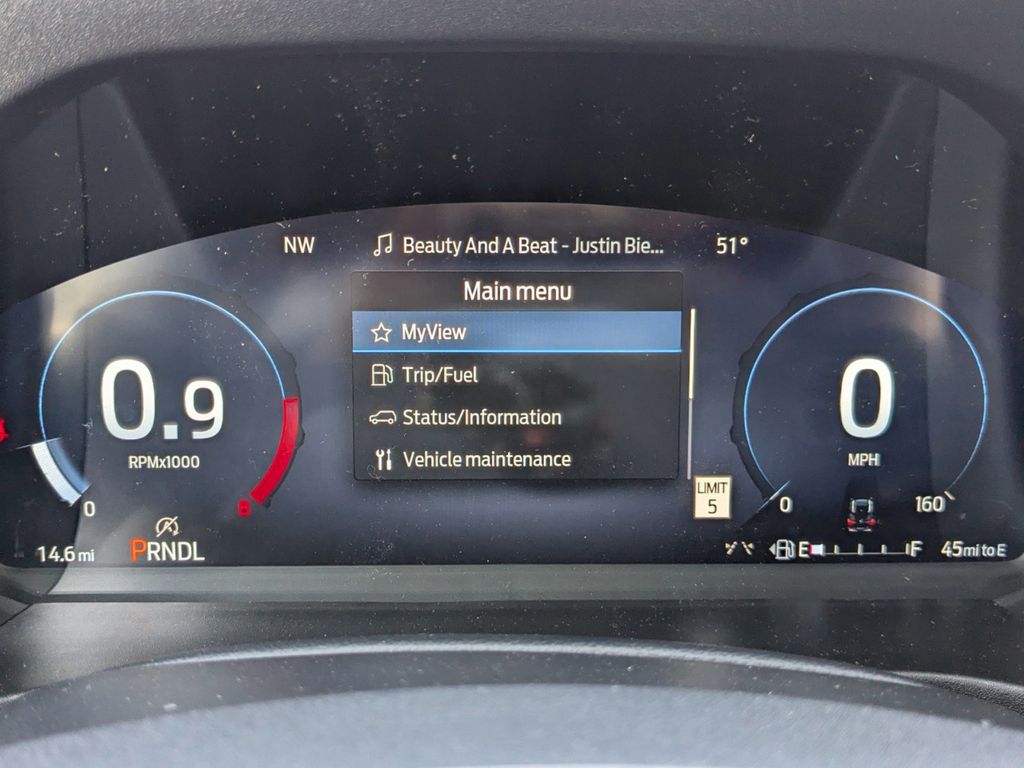 NW
Beauty And A Beat - Justin Bie...
51°
Main menu
MyView
Trip/Fuel
Status/Information
Vehicle maintenance
0.9
RPMx1000
0
8
14.6 mi
PRNDL
0
MPH
LIMIT
5
0
160
E
F
45 mi to E